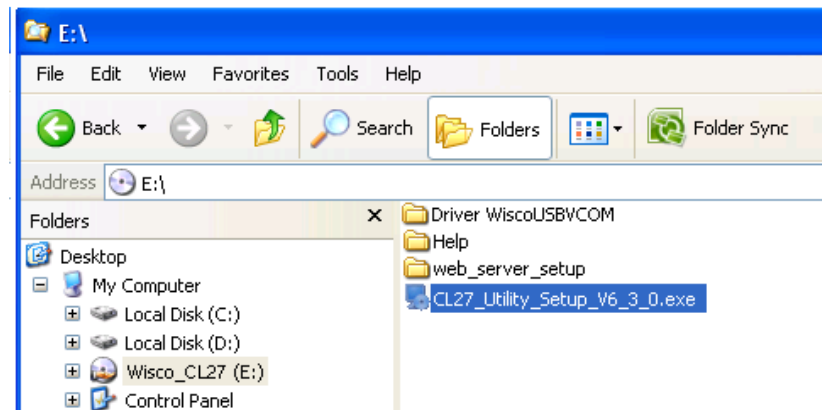 E:\
File Edit View Favorites Tools Help
Back Search Folders Folder Sync
Address E:\
Folders x
Desktop
My Computer
Local Disk (C:)
Local Disk (D:)
Wisco_CL27 (E:)
Control Panel
Driver WiscoUSBVCOM
Help
web_server_setup
CL27_Utility_Setup_V6_3_0.exe